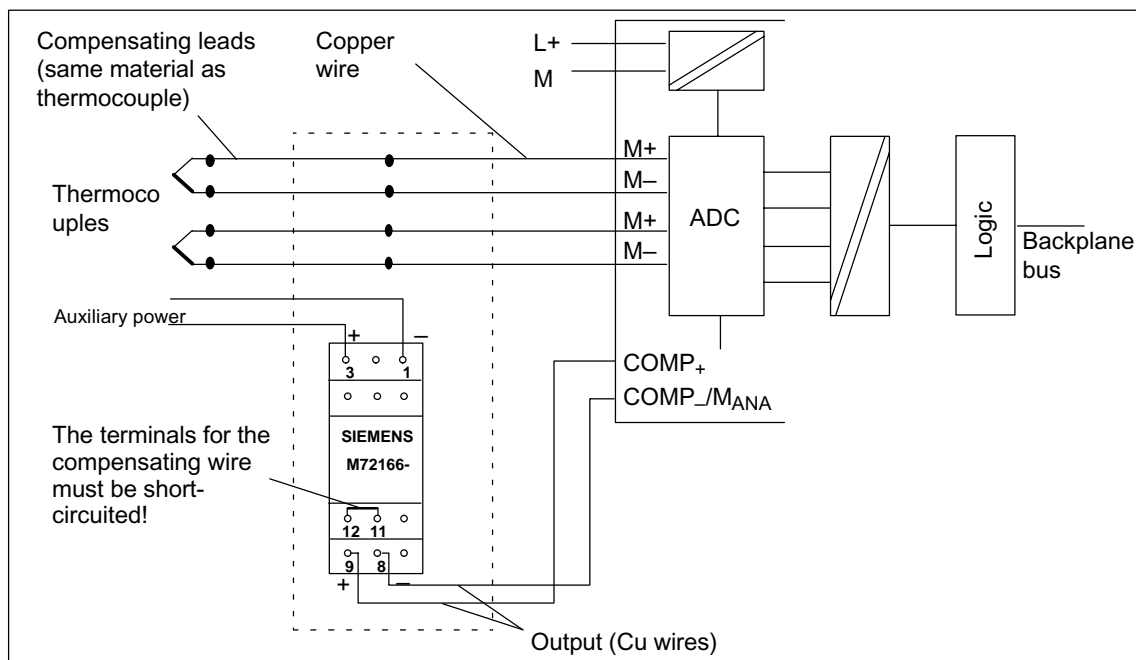 Compensating leads
(same material as
thermocouple)
Copper
wire
L+
M
M+
M–
M+
M–
Thermoco
uples
ADC
Logic
Backplane
bus
Auxiliary power
+
–
3
1
COMP+
COMP–/MANA
SIEMENS
M72166-
The terminals for the
compensating wire
must be short-
circuited!
12 11
9 8
+
–
Output (Cu wires)